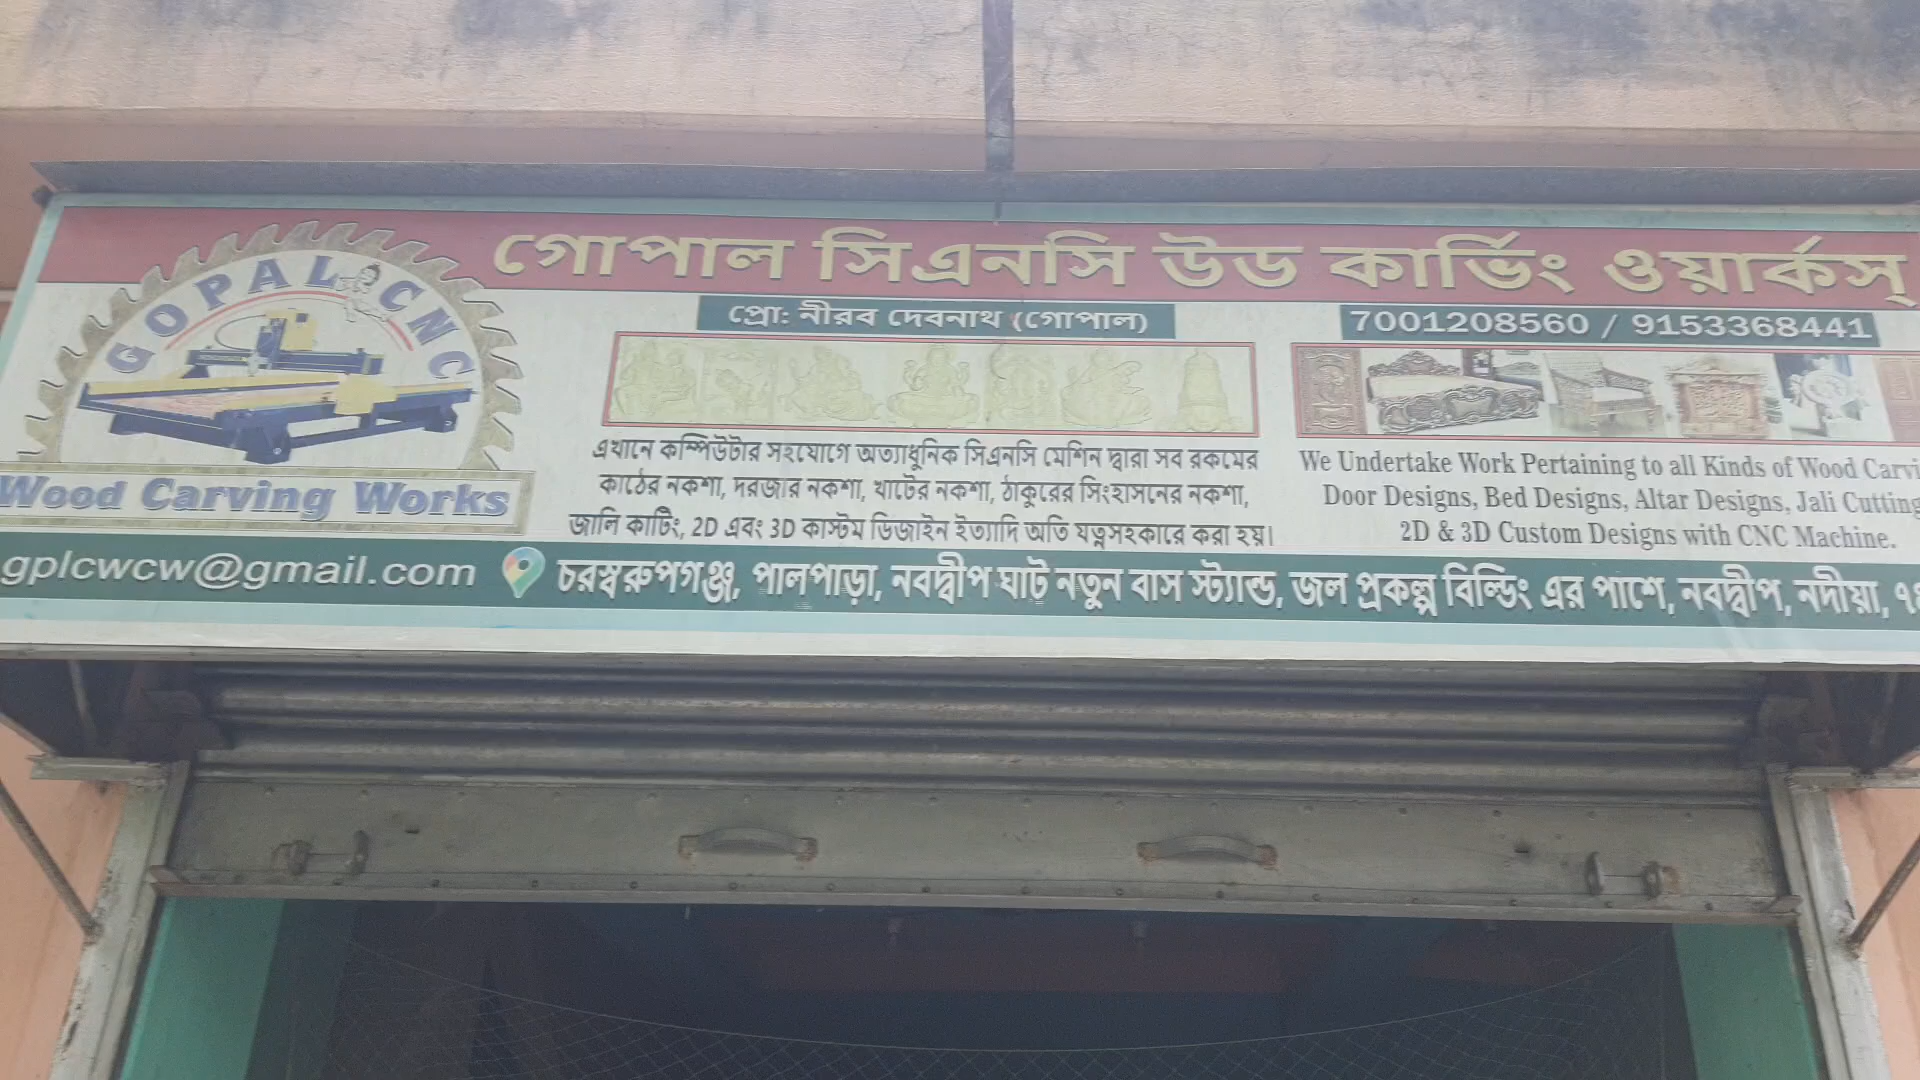 গোপাল সিএনসি উড কার্ভিং ওয়ার্কস্
GOPAL CNC
Wood Carving Works
প্রো: নীরব দেবনাথ (গোপাল)
7001208560 / 9153368441
এখানে কম্পিউটার সহযোগে অত্যাধুনিক সিএনসি মেশিন দ্বারা সব রকমের
কাঠের নকশা, দরজার নকশা, খাটের নকশা, ঠাকুরের সিংহাসনের নকশা,
জালি কাটিং, 2D এবং 3D কাস্টম ডিজাইন ইত্যাদি অতি যত্নসহকারে করা হয়।
We Undertake Work Pertaining to all Kinds of Wood Carvi
Door Designs, Bed Designs, Altar Designs, Jali Cutting
2D & 3D Custom Designs with CNC Machine.
gplcwcw@gmail.com
চরস্বরুপগঞ্জ, পালপাড়া, নবদ্বীপ ঘাট নতুন বাস স্ট্যান্ড, জল প্রকল্প বিল্ডিং এর পাশে, নবদ্বীপ, নদীয়া,